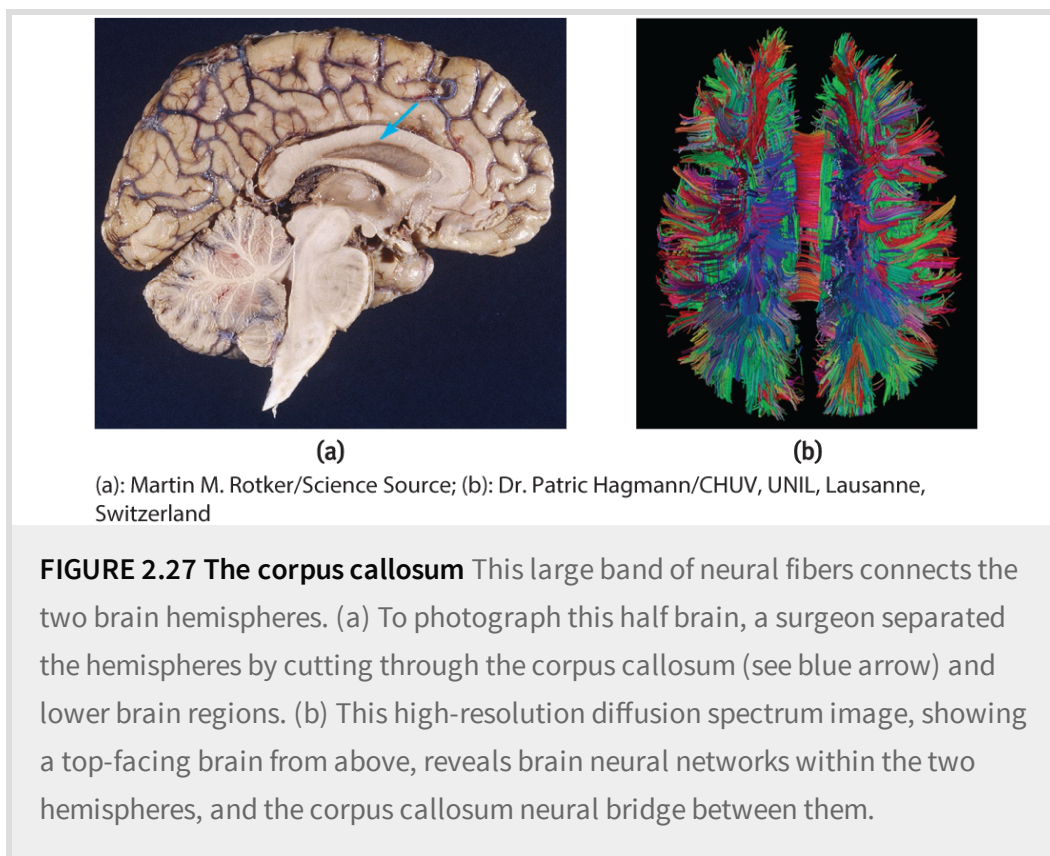 (a)
(b)
(a): Martin M. Rotker/Science Source; (b): Dr. Patric Hagmann/CHUV, UNIL, Lausanne,
Switzerland
FIGURE 2.27 The corpus callosum This large band of neural fibers connects the
two brain hemispheres. (a) To photograph this half brain, a surgeon separated
the hemispheres by cutting through the corpus callosum (see blue arrow) and
lower brain regions. (b) This high-resolution diffusion spectrum image, showing
a top-facing brain from above, reveals brain neural networks within the two
hemispheres, and the corpus callosum neural bridge between them.